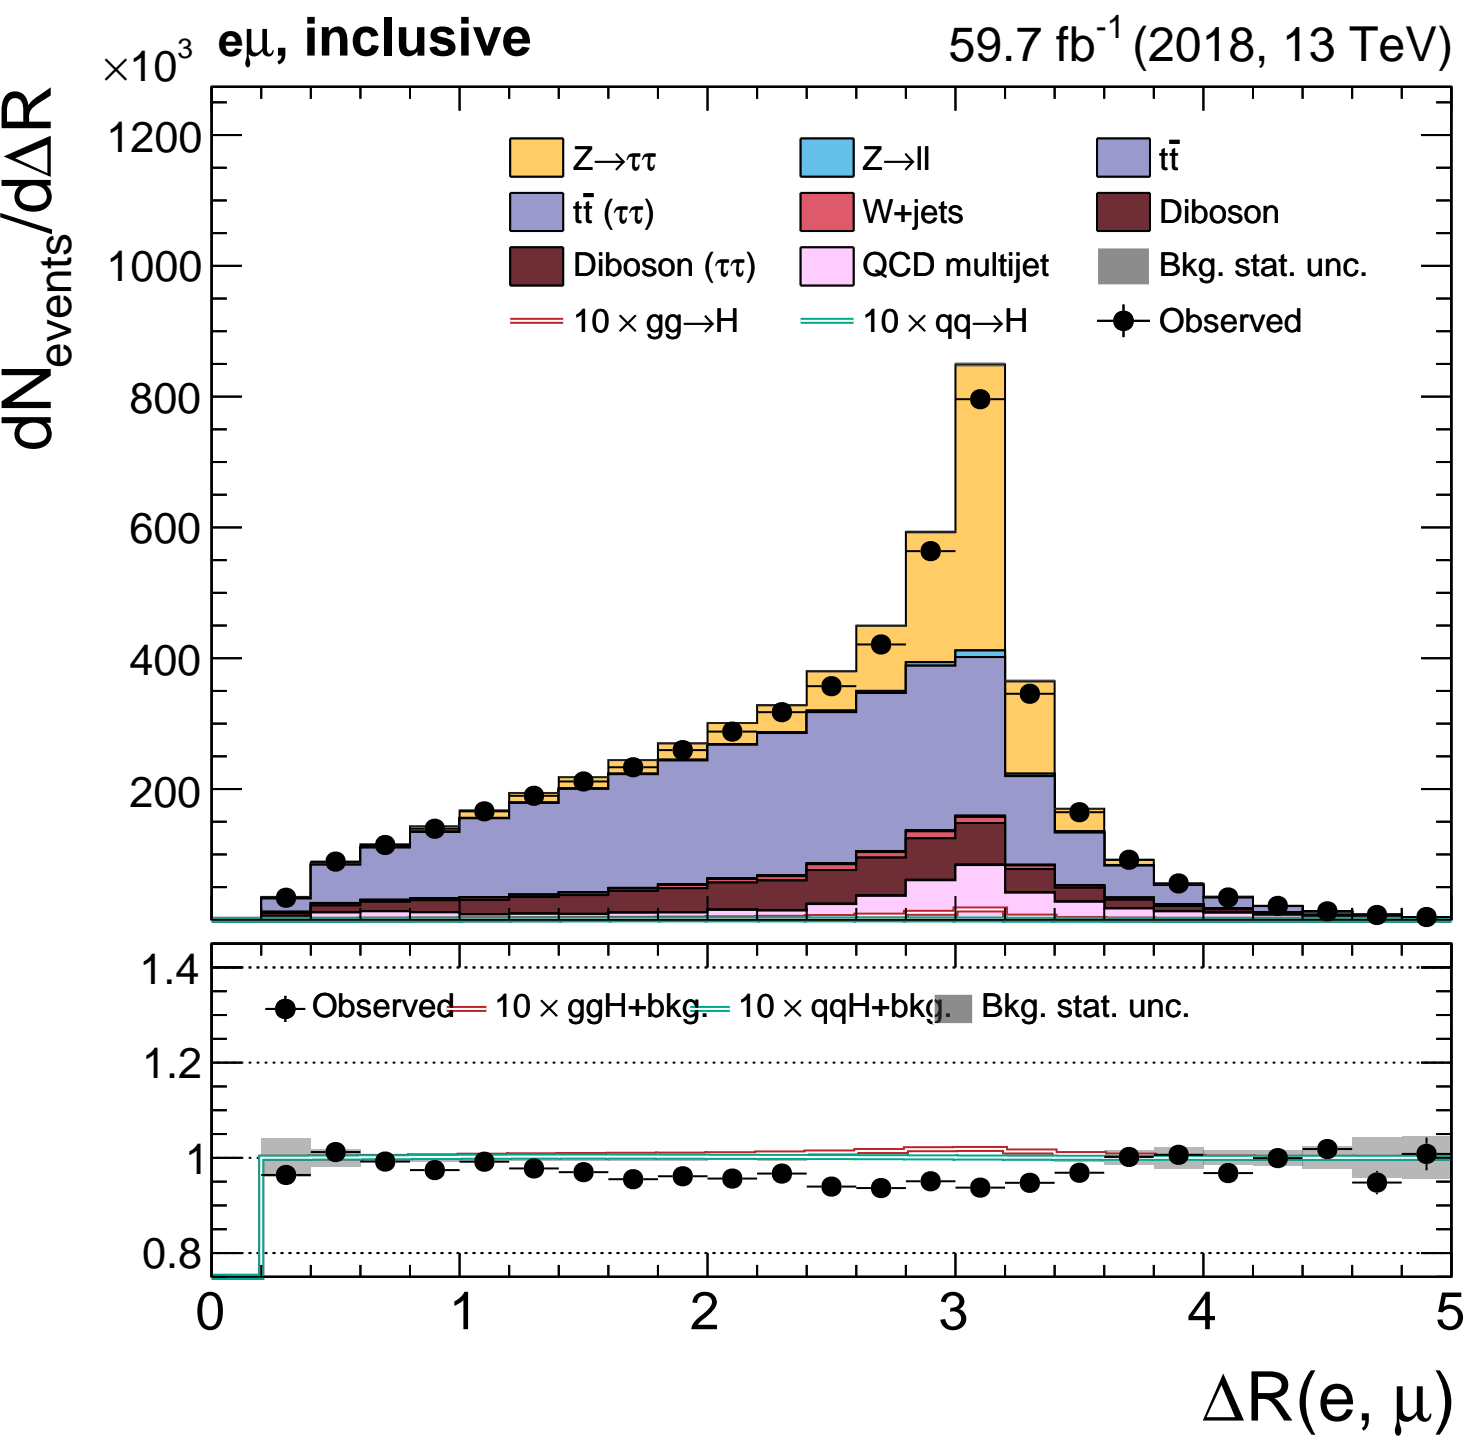 ×10³ eμ, inclusive 59.7 fb⁻¹ (2018, 13 TeV)
dN_events/dΔR
1200
1000
800
600
400
200
Z→ττ Z→ll tt̄
tt̄ (ττ) W+jets Diboson
Diboson (ττ) QCD multijet Bkg. stat. unc.
10 × gg→H 10 × qq→H Observed
1.4
1.2
1
0.8
Observed 10 × ggH+bkg. 10 × qqH+bkg. Bkg. stat. unc.
0 1 2 3 4 5
ΔR(e, μ)